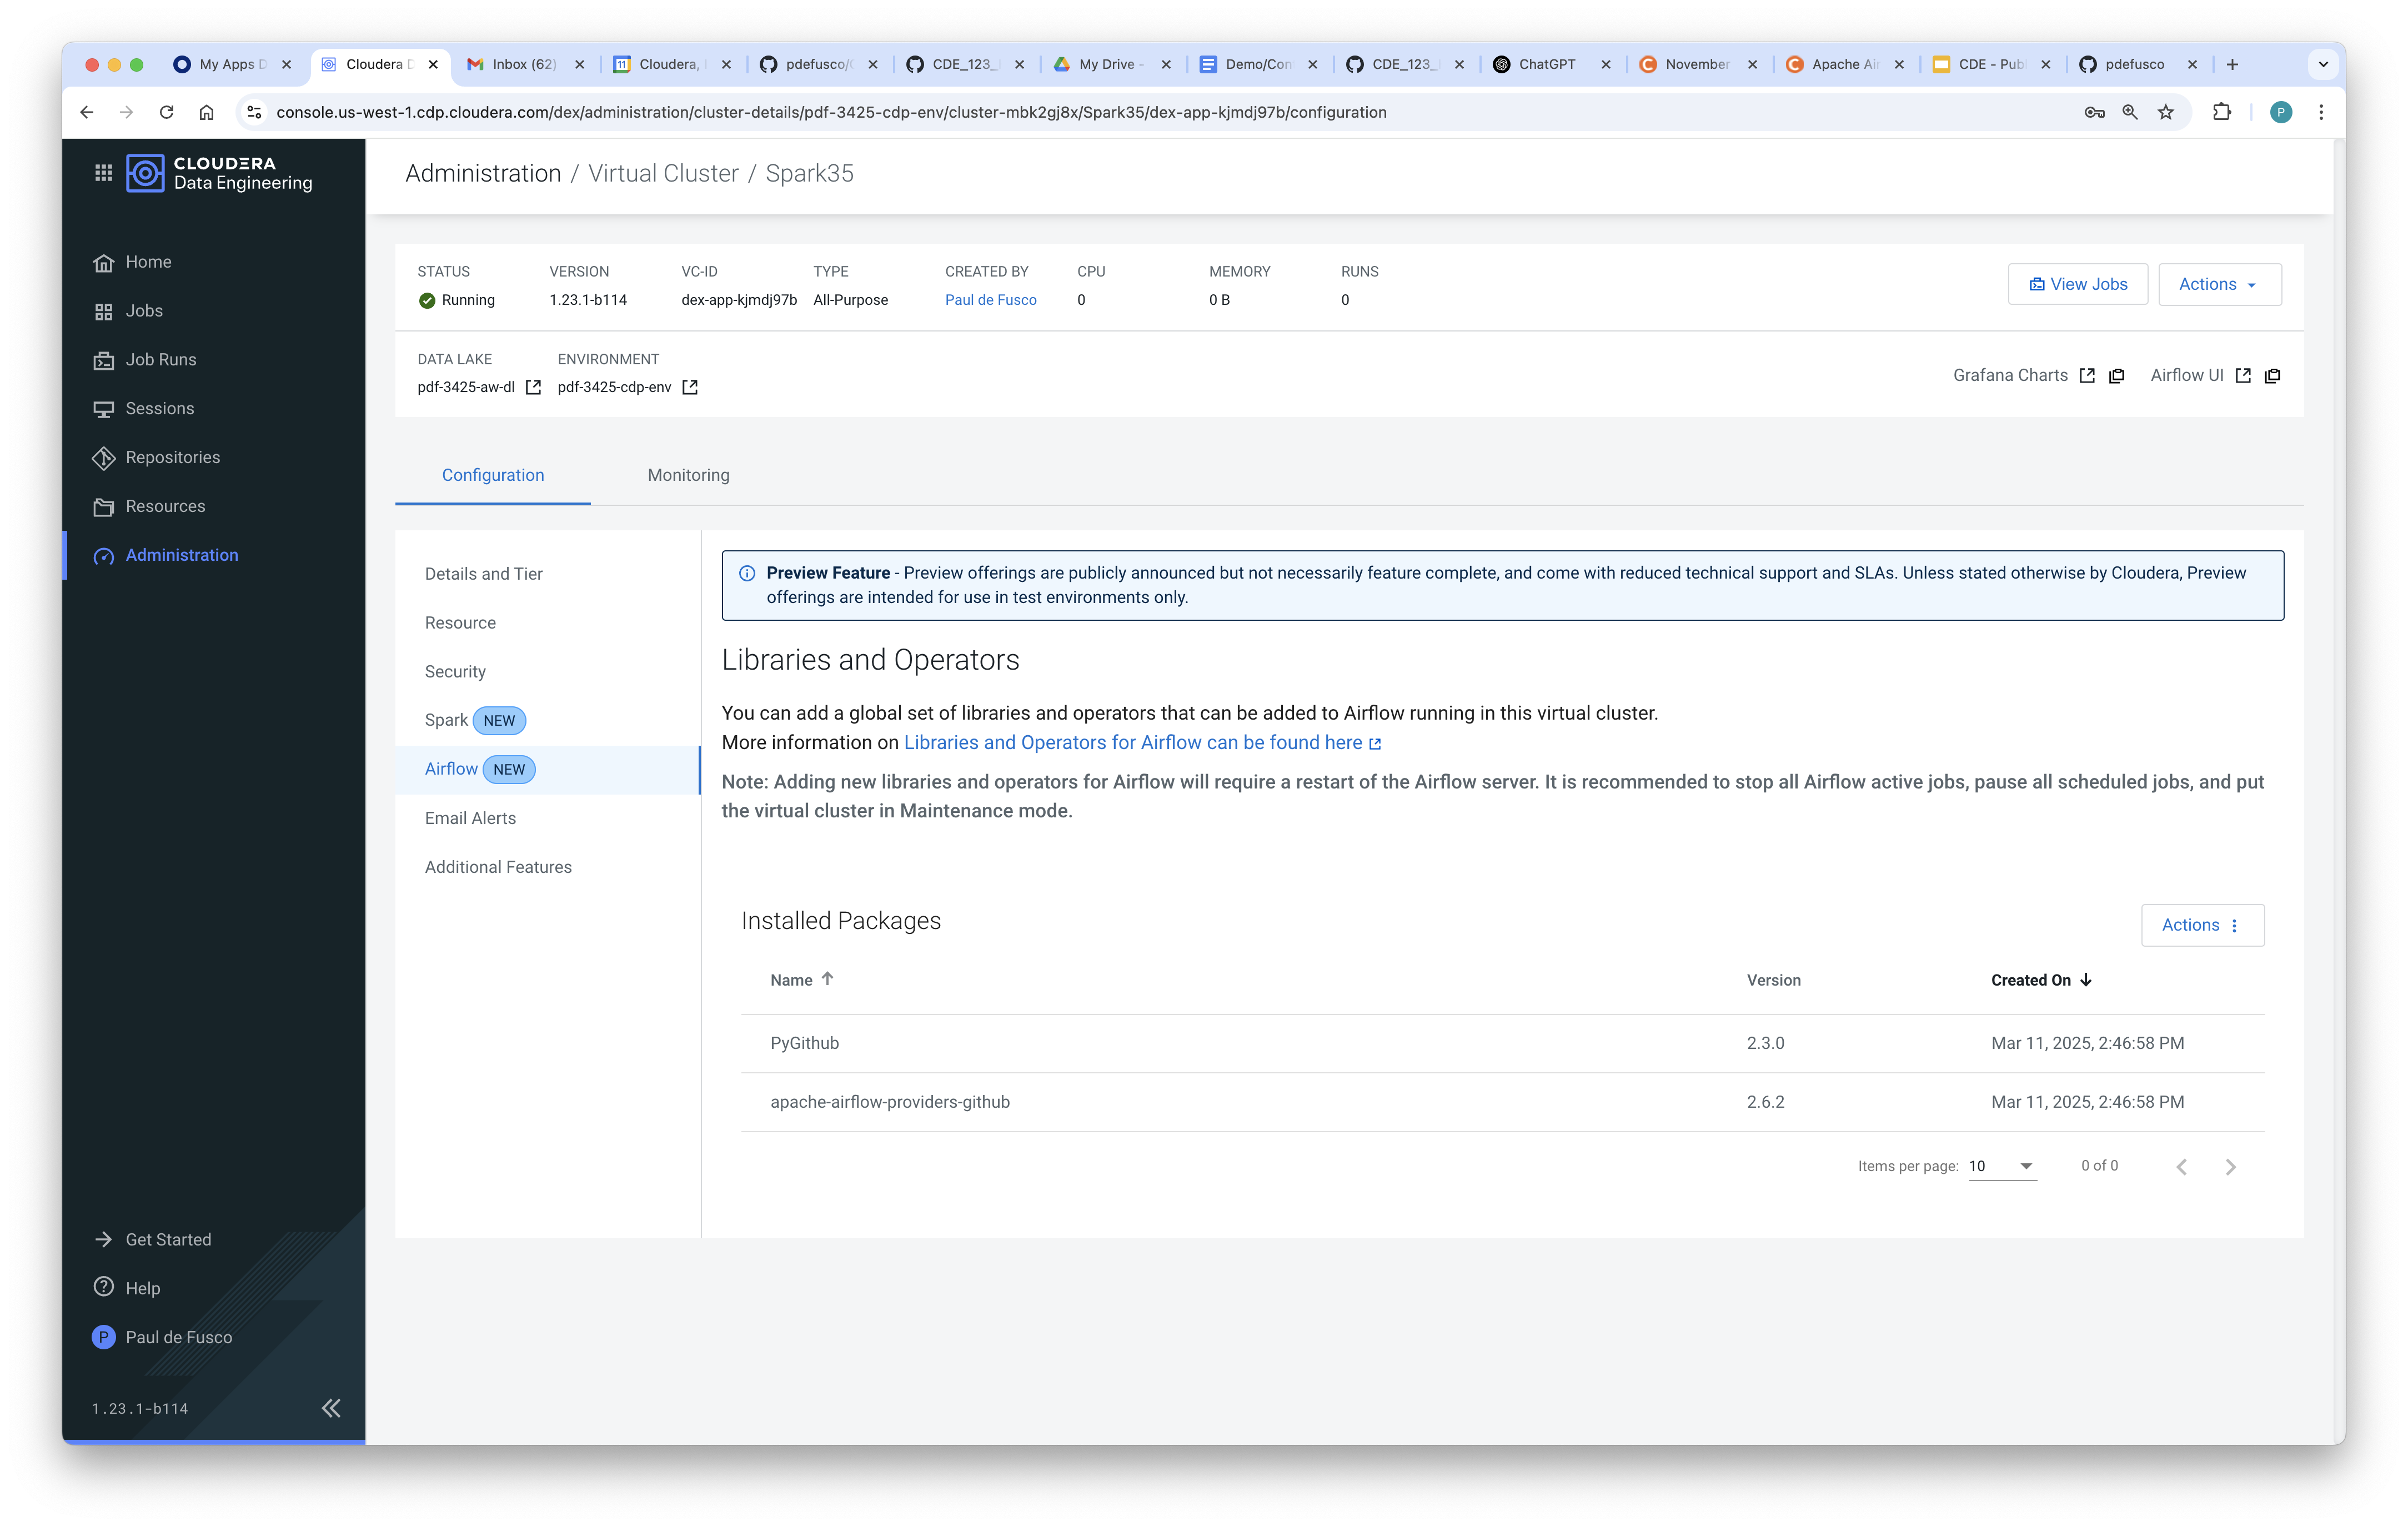 My Apps D
Cloudera D
Inbox (62)
Cloudera,
pdefusco/
CDE_123_
My Drive -
Demo/Con
CDE_123_
ChatGPT
November
Apache Air
CDE - Pub
pdefusco
console.us-west-1.cdp.cloudera.com/dex/administration/cluster-details/pdf-3425-cdp-env/cluster-mbk2gj8x/Spark35/dex-app-kjmdj97b/configuration
P
CLOUDERA
Data Engineering
Home
Jobs
Job Runs
Sessions
Repositories
Resources
Administration
Get Started
Help
P Paul de Fusco
1.23.1-b114
Administration / Virtual Cluster / Spark35
STATUS VERSION VC-ID TYPE CREATED BY CPU MEMORY RUNS
Running 1.23.1-b114 dex-app-kjmdj97b All-Purpose Paul de Fusco 0 0 B 0
View Jobs
Actions
DATA LAKE ENVIRONMENT
pdf-3425-aw-dl pdf-3425-cdp-env
Grafana Charts
Airflow UI
Configuration Monitoring
Details and Tier
Resource
Security
Spark NEW
Airflow NEW
Email Alerts
Additional Features
Preview Feature - Preview offerings are publicly announced but not necessarily feature complete, and come with reduced technical support and SLAs. Unless stated otherwise by Cloudera, Preview
offerings are intended for use in test environments only.
Libraries and Operators
You can add a global set of libraries and operators that can be added to Airflow running in this virtual cluster.
More information on Libraries and Operators for Airflow can be found here
Note: Adding new libraries and operators for Airflow will require a restart of the Airflow server. It is recommended to stop all Airflow active jobs, pause all scheduled jobs, and put
the virtual cluster in Maintenance mode.
Installed Packages
Actions
Name Version Created On
PyGithub 2.3.0 Mar 11, 2025, 2:46:58 PM
apache-airflow-providers-github 2.6.2 Mar 11, 2025, 2:46:58 PM
Items per page: 10 0 of 0